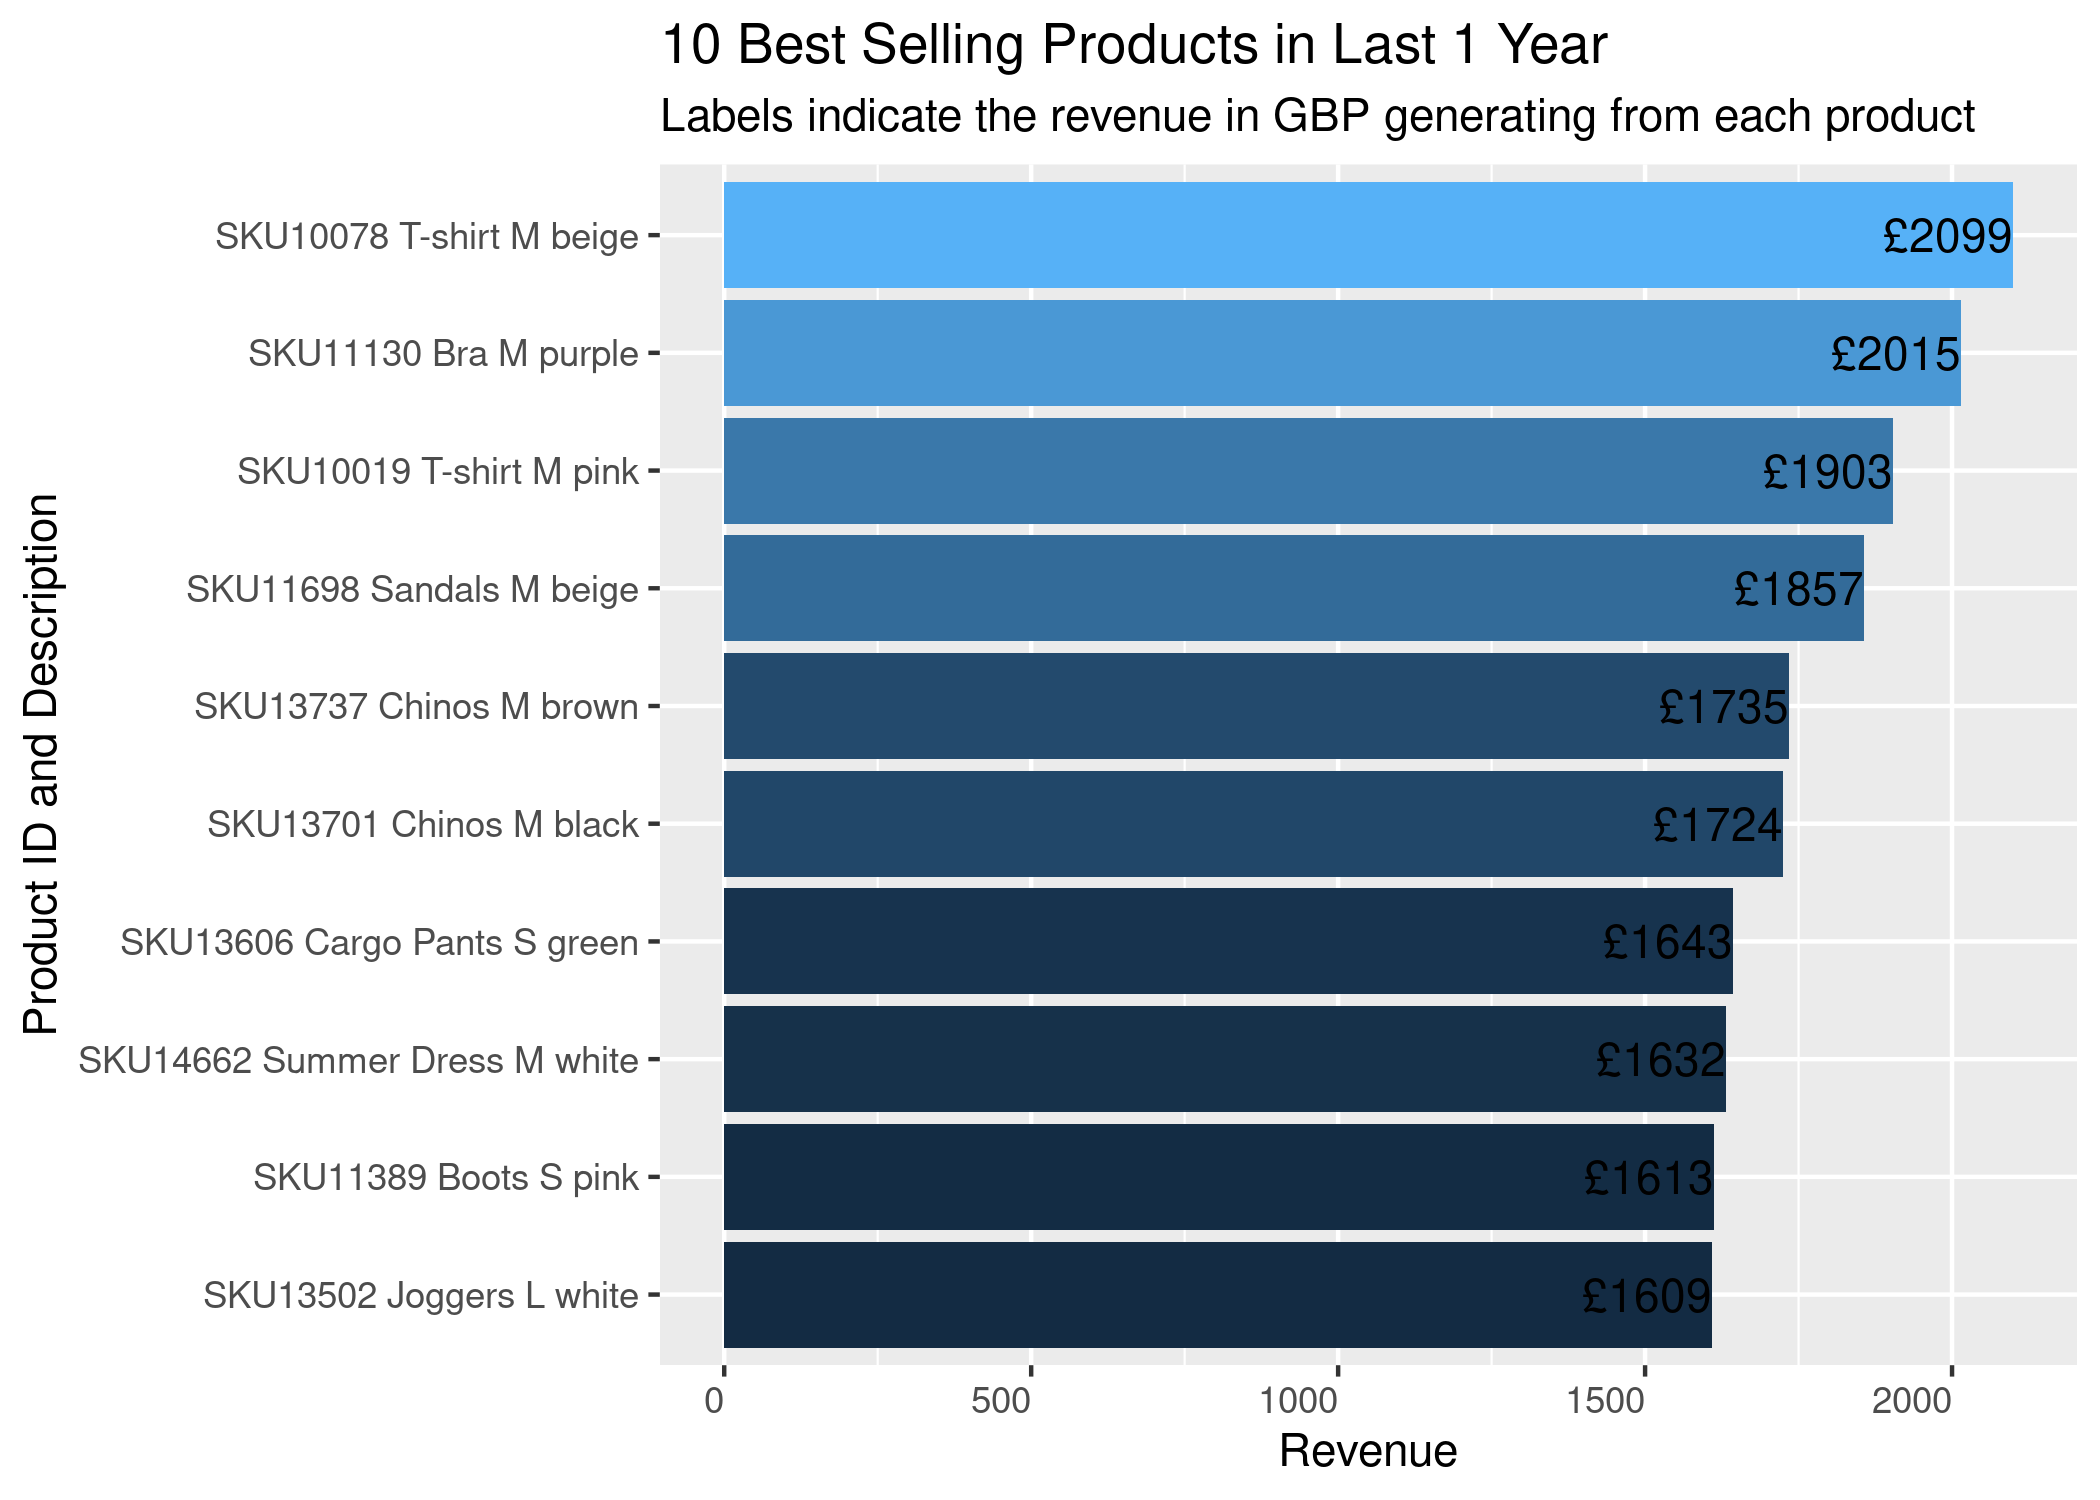 10 Best Selling Products in Last 1 Year
Labels indicate the revenue in GBP generating from each product
Product ID and Description
SKU10078 T-shirt M beige £2099
SKU11130 Bra M purple £2015
SKU10019 T-shirt M pink £1903
SKU11698 Sandals M beige £1857
SKU13737 Chinos M brown £1735
SKU13701 Chinos M black £1724
SKU13606 Cargo Pants S green £1643
SKU14662 Summer Dress M white £1632
SKU11389 Boots S pink £1613
SKU13502 Joggers L white £1609
0 500 1000 1500 2000
Revenue